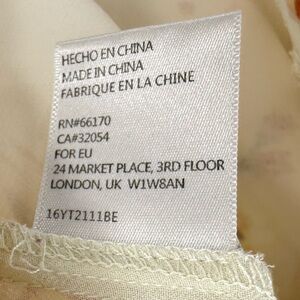 HECHO EN CHINA
MADE IN CHINA
FABRIQUE EN LA CHINE
RN#66170
CA#32054
FOR EU
24 MARKET PLACE, 3RD FLOOR
LONDON, UK W1W8AN
16YT2111BE